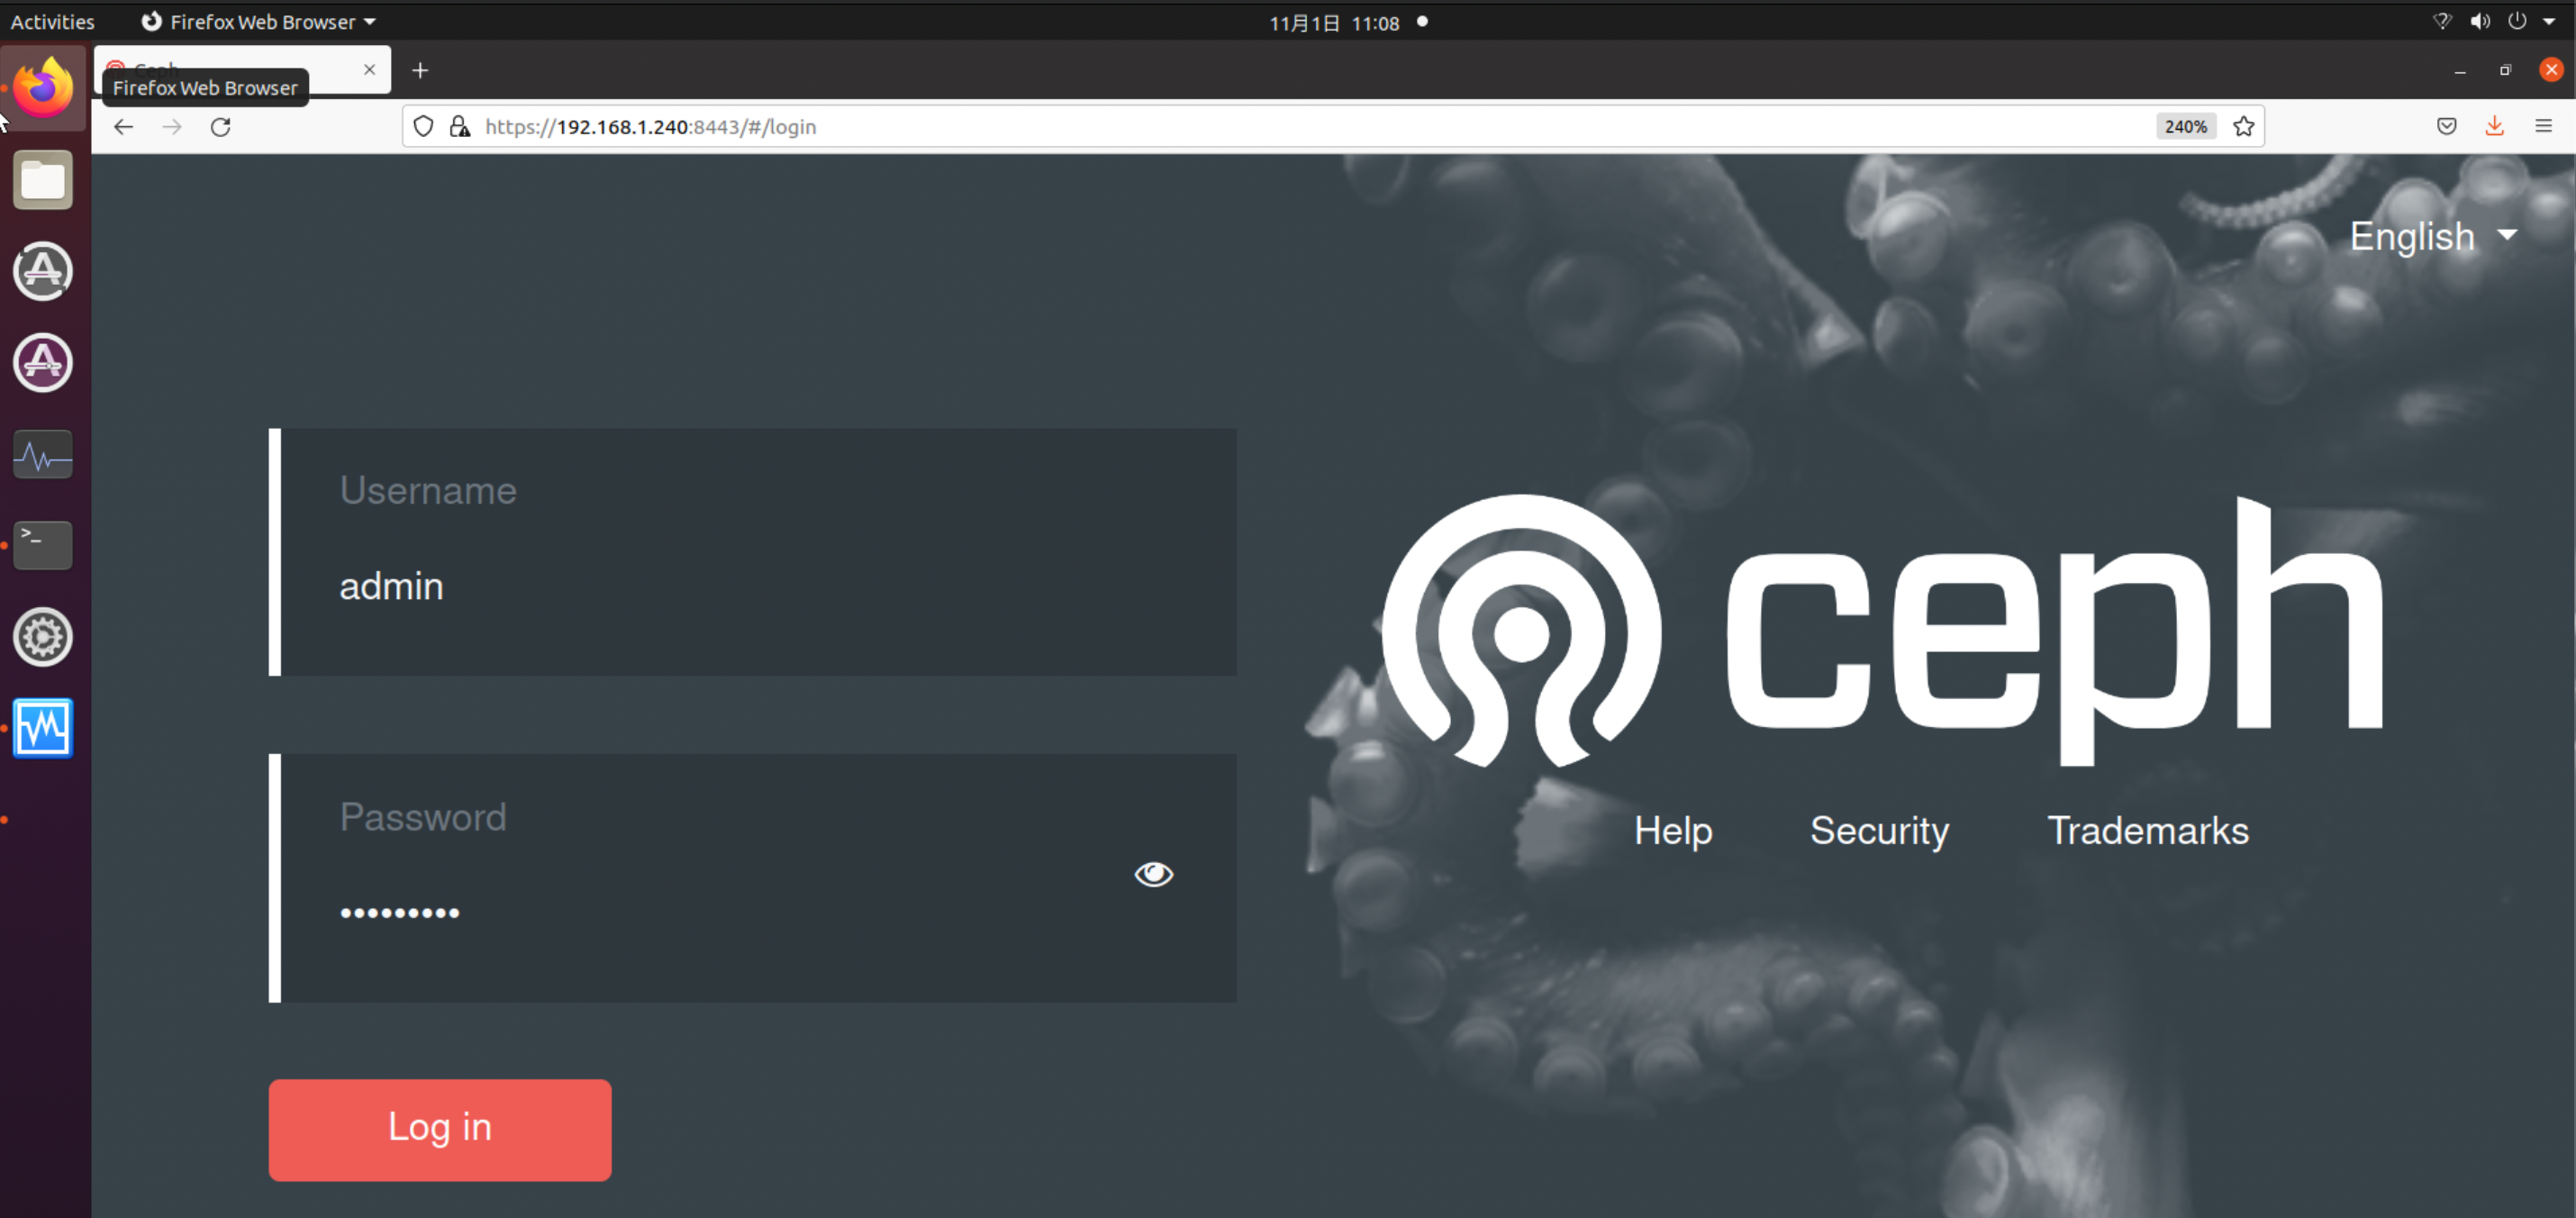 Activities Firefox Web Browser 11月1日 11:08
Ceph
Firefox Web Browser
https://192.168.1.240:8443/#/login 240%
English
Username
admin
ceph
Password
Help Security Trademarks
•••••••••
Log in